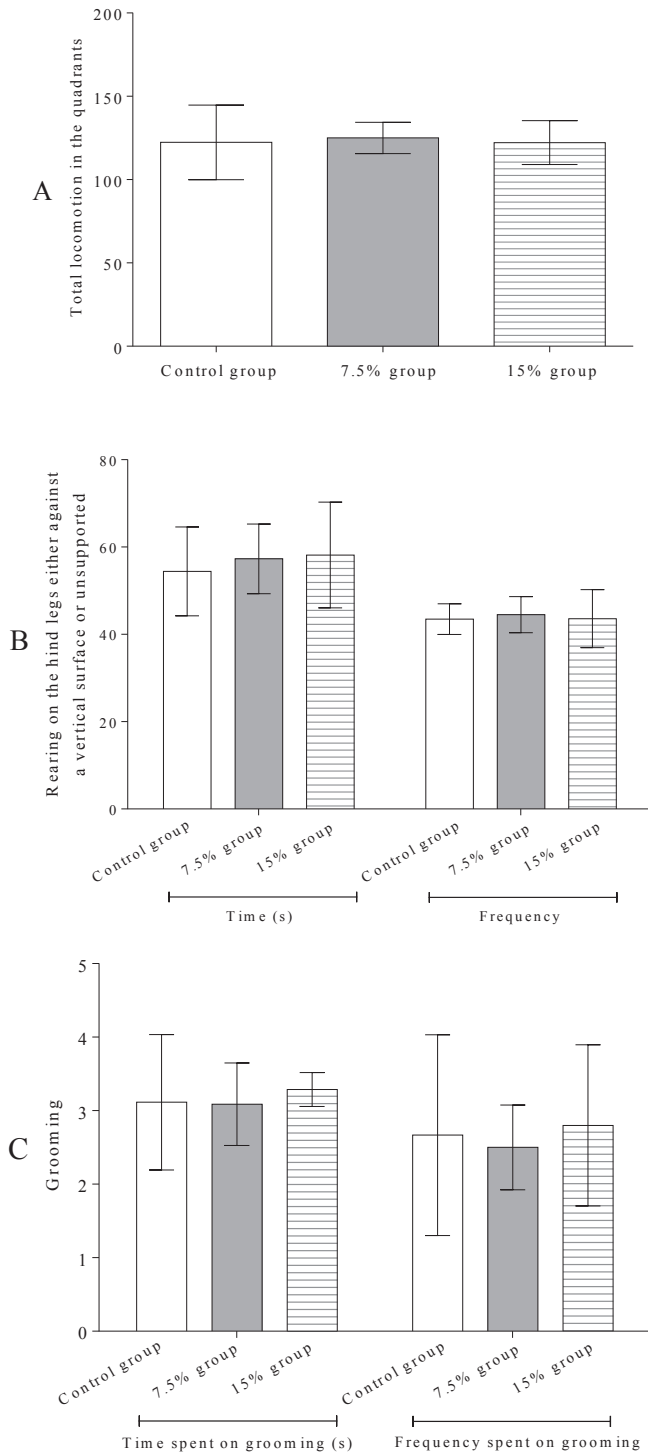 A
Total locomotion in the quadrants
200
150
100
50
0
Control group
7.5% group
15% group
B
Rearing on the hind legs either against
a vertical surface or unsupported
80
60
40
20
0
Control group
7.5% group
15% group
Control group
7.5% group
15% group
Time (s)
Frequency
C
Grooming
5
4
3
2
1
0
Control group
7.5% group
15% group
Control group
7.5% group
15% group
Time spent on grooming (s)
Frequency spent on grooming